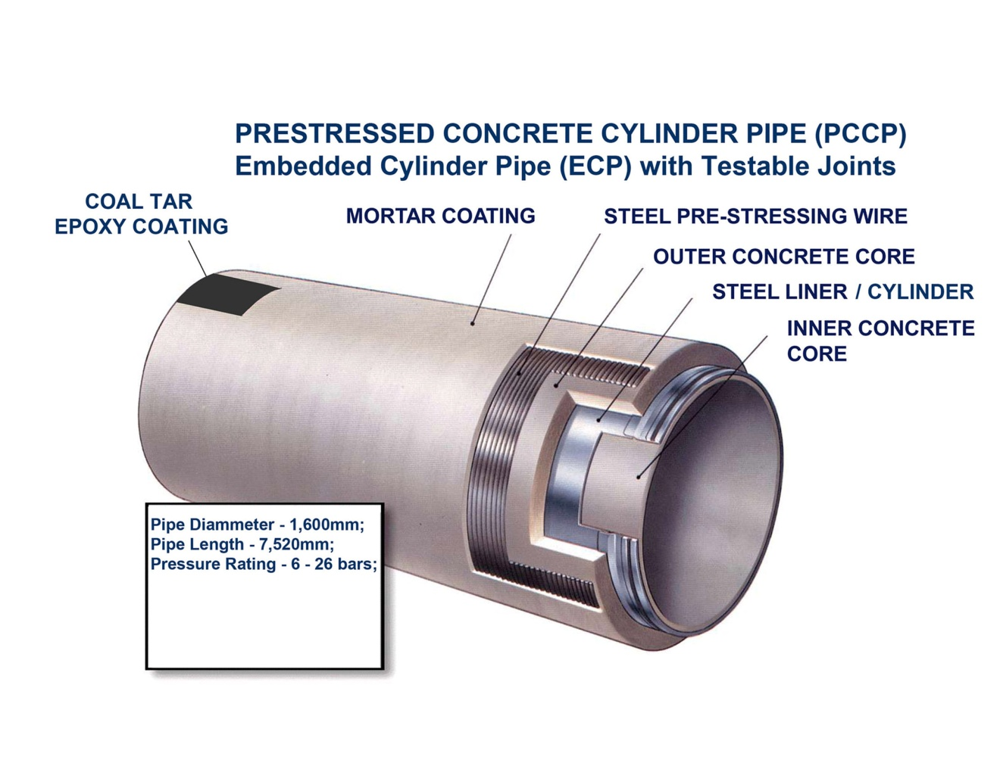 PRESTRESSED CONCRETE CYLINDER PIPE (PCCP)
Embedded Cylinder Pipe (ECP) with Testable Joints
COAL TAR
EPOXY COATING
MORTAR COATING
STEEL PRE-STRESSING WIRE
OUTER CONCRETE CORE
STEEL LINER / CYLINDER
INNER CONCRETE
CORE
Pipe Diammeter - 1,600mm;
Pipe Length - 7,520mm;
Pressure Rating - 6 - 26 bars;